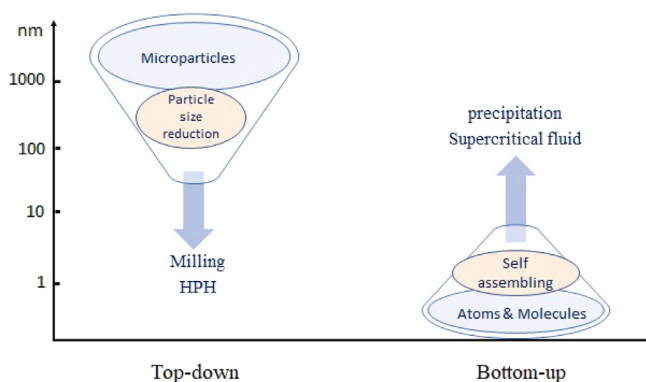 nm
1000
100
10
1
Microparticles
Particle
size
reduction
Milling
HPH
precipitation
Supercritical fluid
Self
assembling
Atoms & Molecules
Top-down
Bottom-up